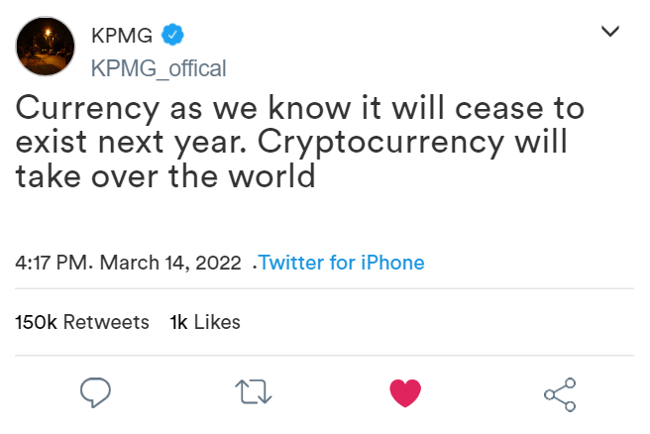 KPMG
KPMG_offical
Currency as we know it will cease to
exist next year. Cryptocurrency will
take over the world
4:17 PM. March 14, 2022 .Twitter for iPhone
150k Retweets 1k Likes